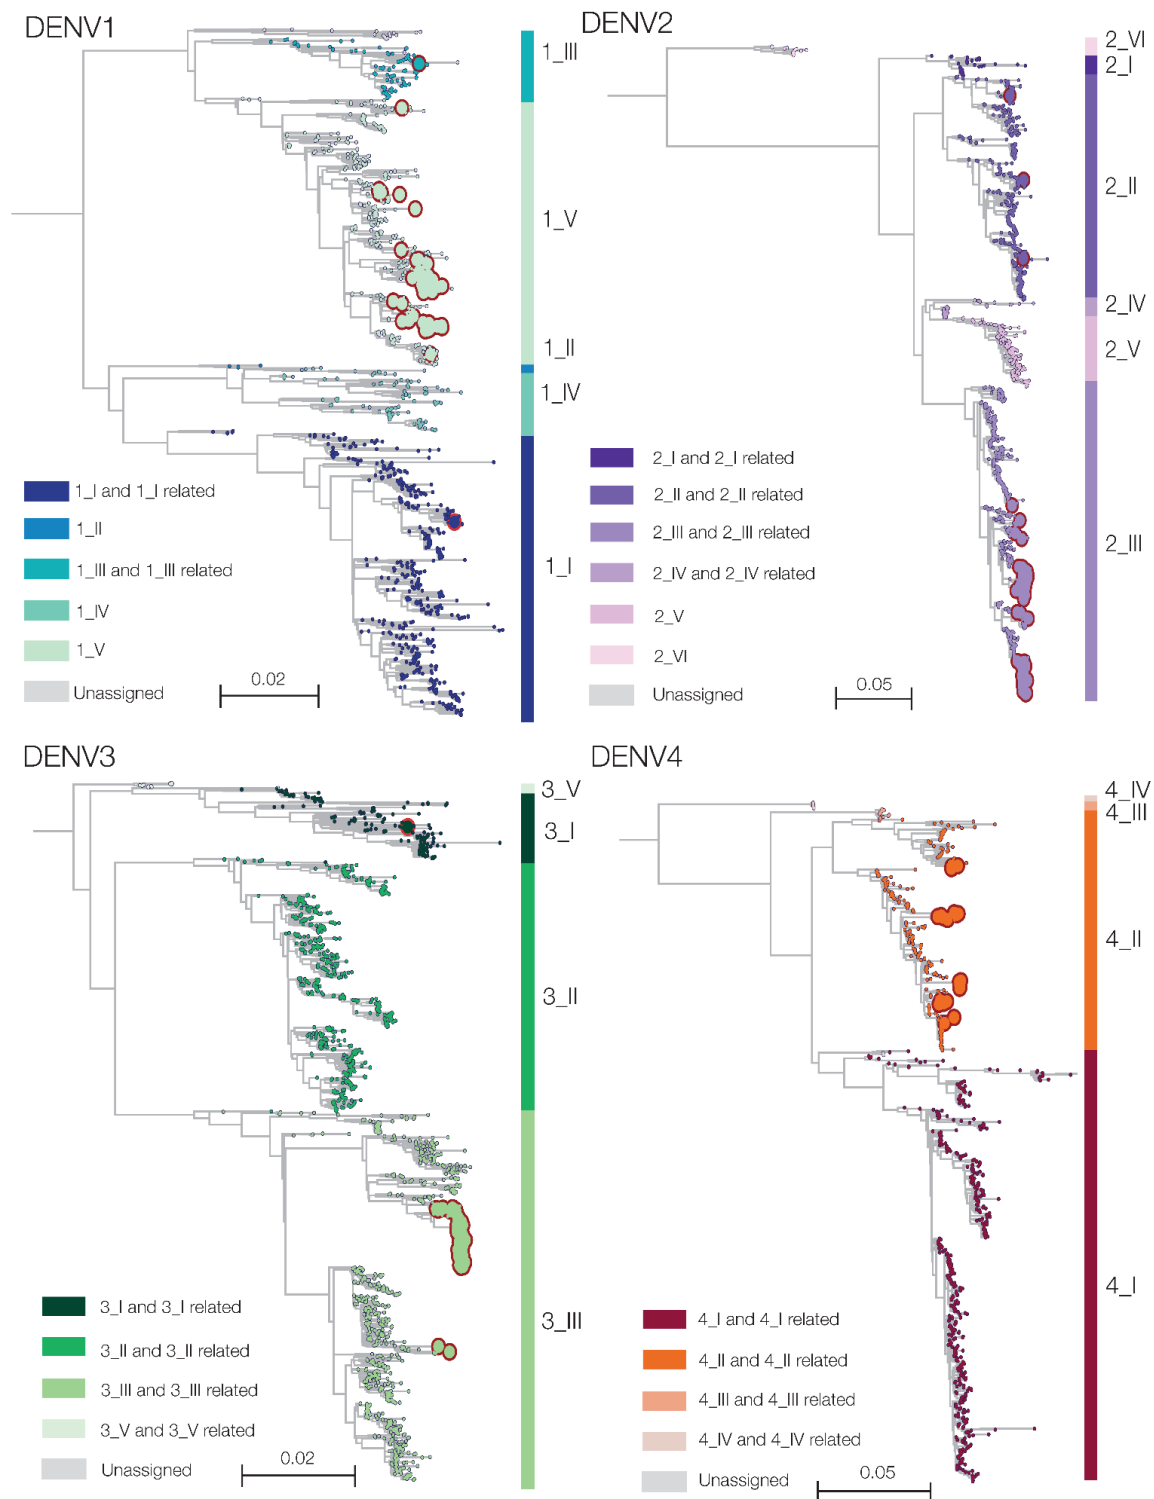 DENV1
1_III
1_V
1_II
1_IV
1_I
1_I and 1_I related
1_II
1_III and 1_III related
1_IV
1_V
Unassigned
0.02
DENV2
2_VI
2_I
2_II
2_IV
2_V
2_III
2_I and 2_I related
2_II and 2_II related
2_III and 2_III related
2_IV and 2_IV related
2_V
2_VI
Unassigned
0.05
DENV3
3_V
3_I
3_II
3_III
3_I and 3_I related
3_II and 3_II related
3_III and 3_III related
3_V and 3_V related
Unassigned
0.02
DENV4
4_IV
4_III
4_II
4_I
4_I and 4_I related
4_II and 4_II related
4_III and 4_III related
4_IV and 4_IV related
Unassigned
0.05